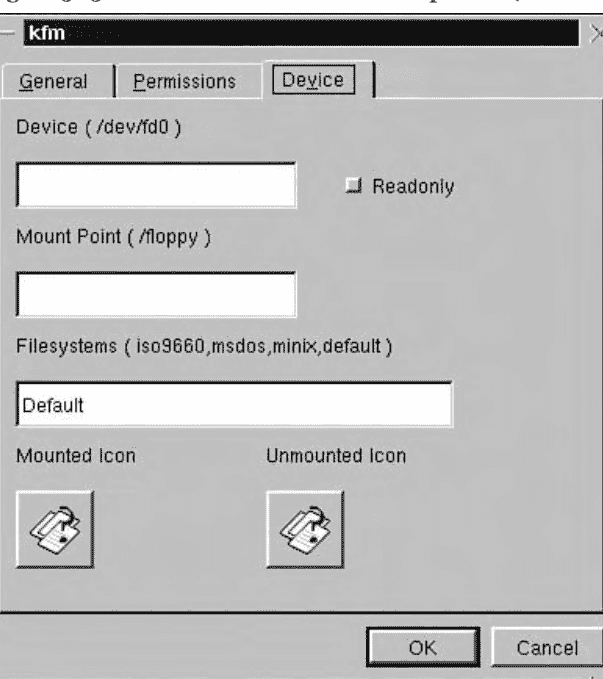 kfm
General Permissions Device
Device ( /dev/fd0 )
Readonly
Mount Point ( /floppy )
Filesystems ( iso9660,msdos,minix,default )
Default
Mounted Icon Unmounted Icon
OK Cancel